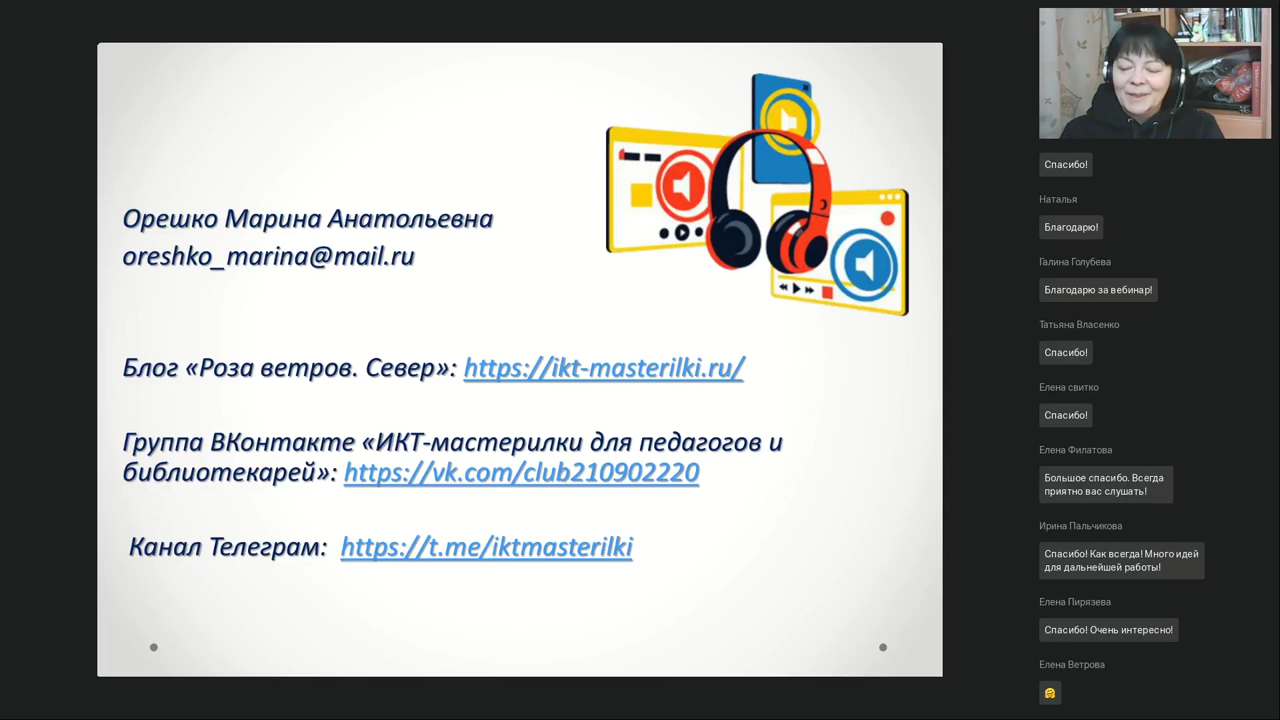 Орешко Марина Анатольевна
oreshko_marina@mail.ru
Блог «Роза ветров. Север»: https://ikt-masterilki.ru/
Группа ВКонтакте «ИКТ-мастерилки для педагогов и
библиотекарей»: https://vk.com/club210902220
Канал Телеграм: https://t.me/iktmasterilki
Спасибо!
Наталья
Благодарю!
Галина Голубева
Благодарю за вебинар!
Татьяна Власенко
Спасибо!
Елена свитко
Спасибо!
Елена Филатова
Большое спасибо. Всегда
приятно вас слушать!
Ирина Пальчикова
Спасибо! Как всегда! Много идей
для дальнейшей работы!
Елена Пирязева
Спасибо! Очень интересно!
Елена Ветрова
🤗